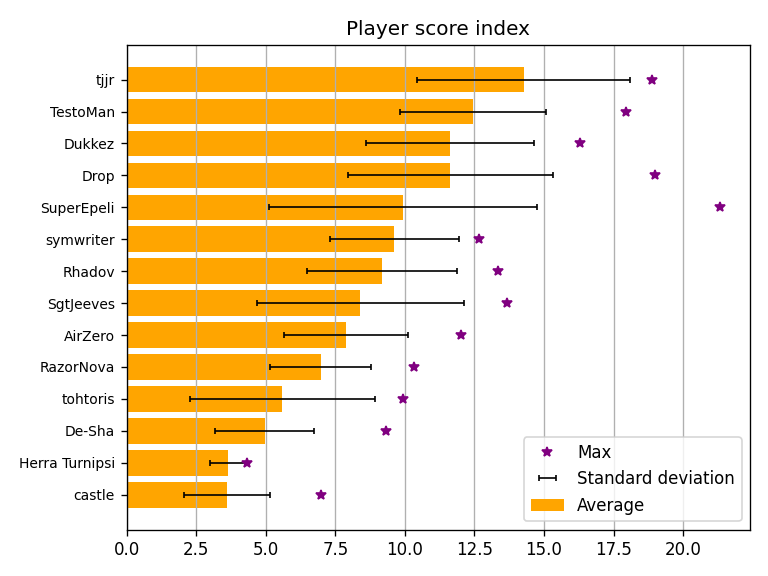 Player score index
tjjr
TestoMan
Dukkez
Drop
SuperEpeli
symwriter
Rhadov
SgtJeeves
AirZero
RazorNova
tohtoris
De-Sha
Herra Turnipsi
castle
Max
Standard deviation
Average
0.0 2.5 5.0 7.5 10.0 12.5 15.0 17.5 20.0